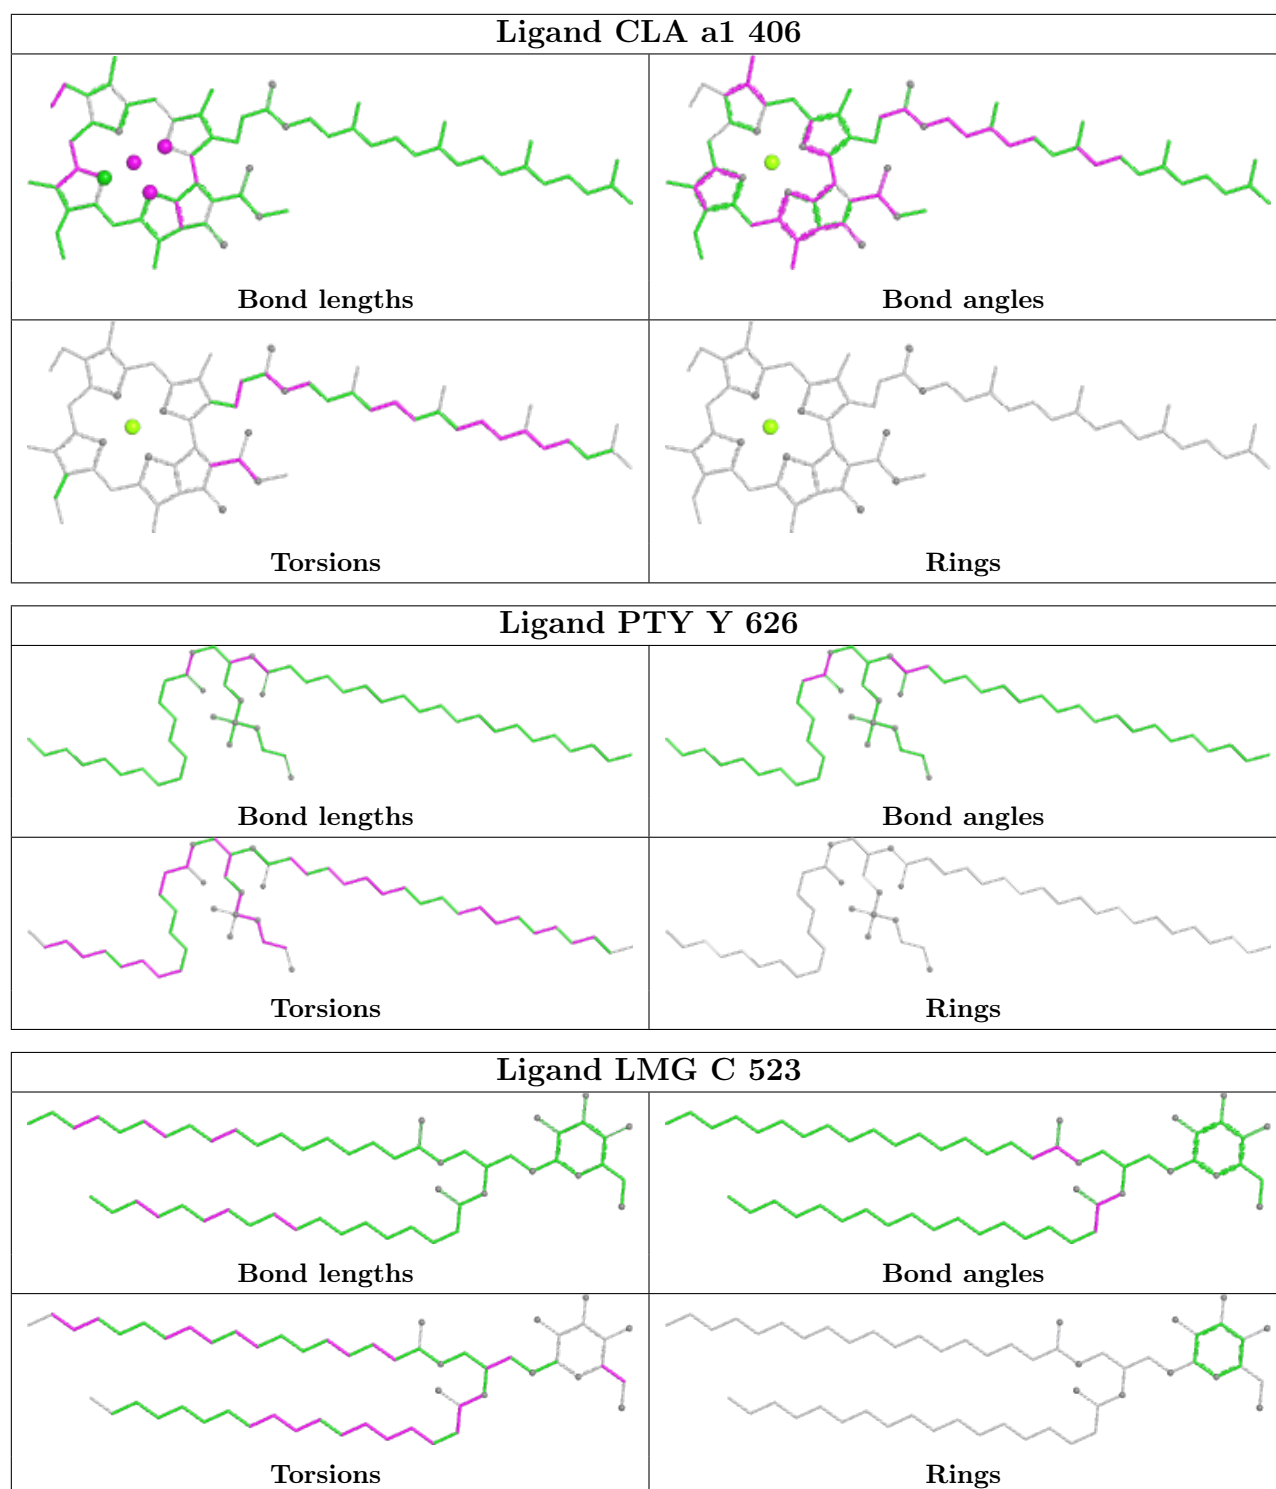 Ligand CLA a1 406
Bond lengths
Bond angles
Torsions
Rings
Ligand PTY Y 626
Bond lengths
Bond angles
Torsions
Rings
Ligand LMG C 523
Bond lengths
Bond angles
Torsions
Rings